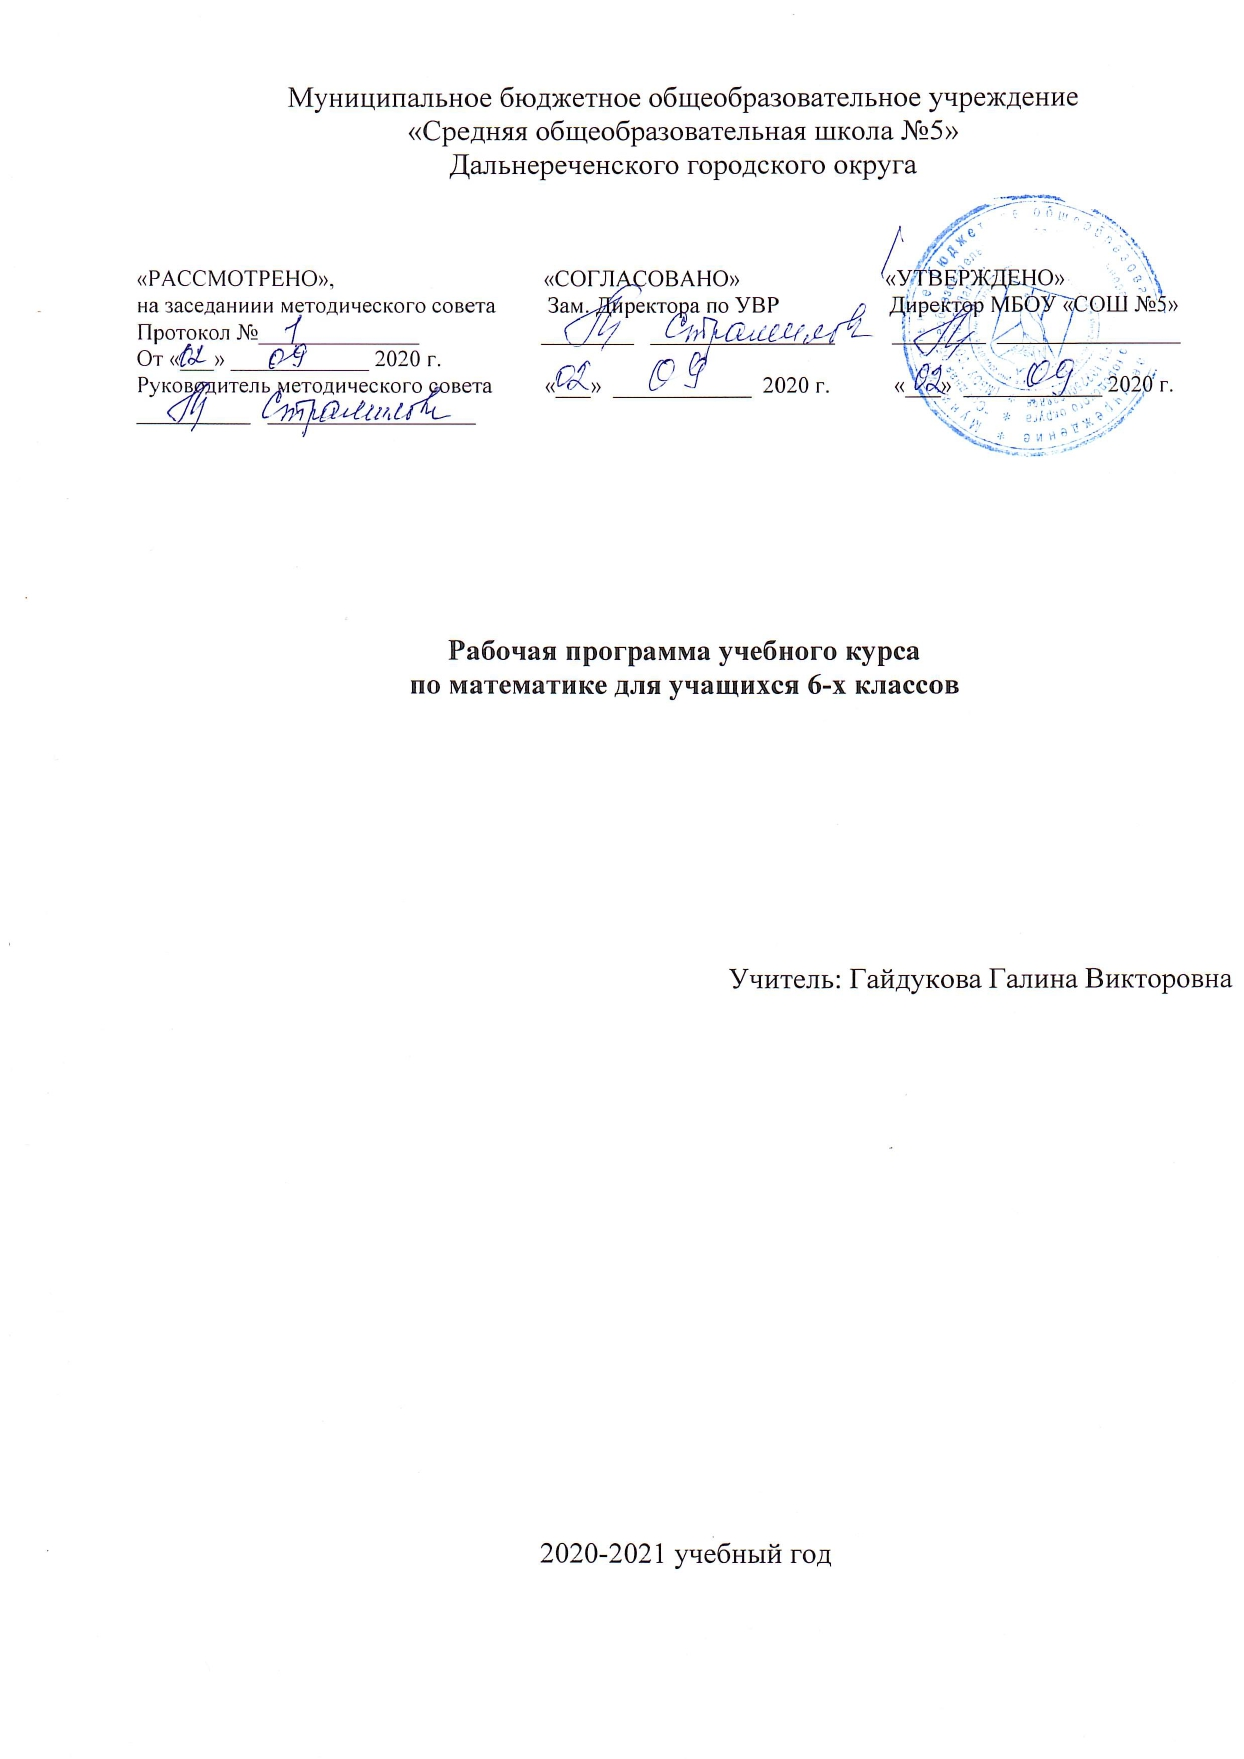 Муниципальное бюджетное общеобразовательное учреждение
«Средняя общеобразовательная школа №5»
Дальнереченского городского округа
«РАССМОТРЕНО»,
на заседаниии методического совета
Протокол № 1
От «02» 09 2020 г.
Руководитель методического совета
«СОГЛАСОВАНО»
Зам. Директора по УВР
«02» 09 2020 г.
«УТВЕРЖДЕНО»
Директор МБОУ «СОШ №5»
«02» 09 2020 г.
Рабочая программа учебного курса
по математике для учащихся 6-х классов
Учитель: Гайдукова Галина Викторовна
2020-2021 учебный год